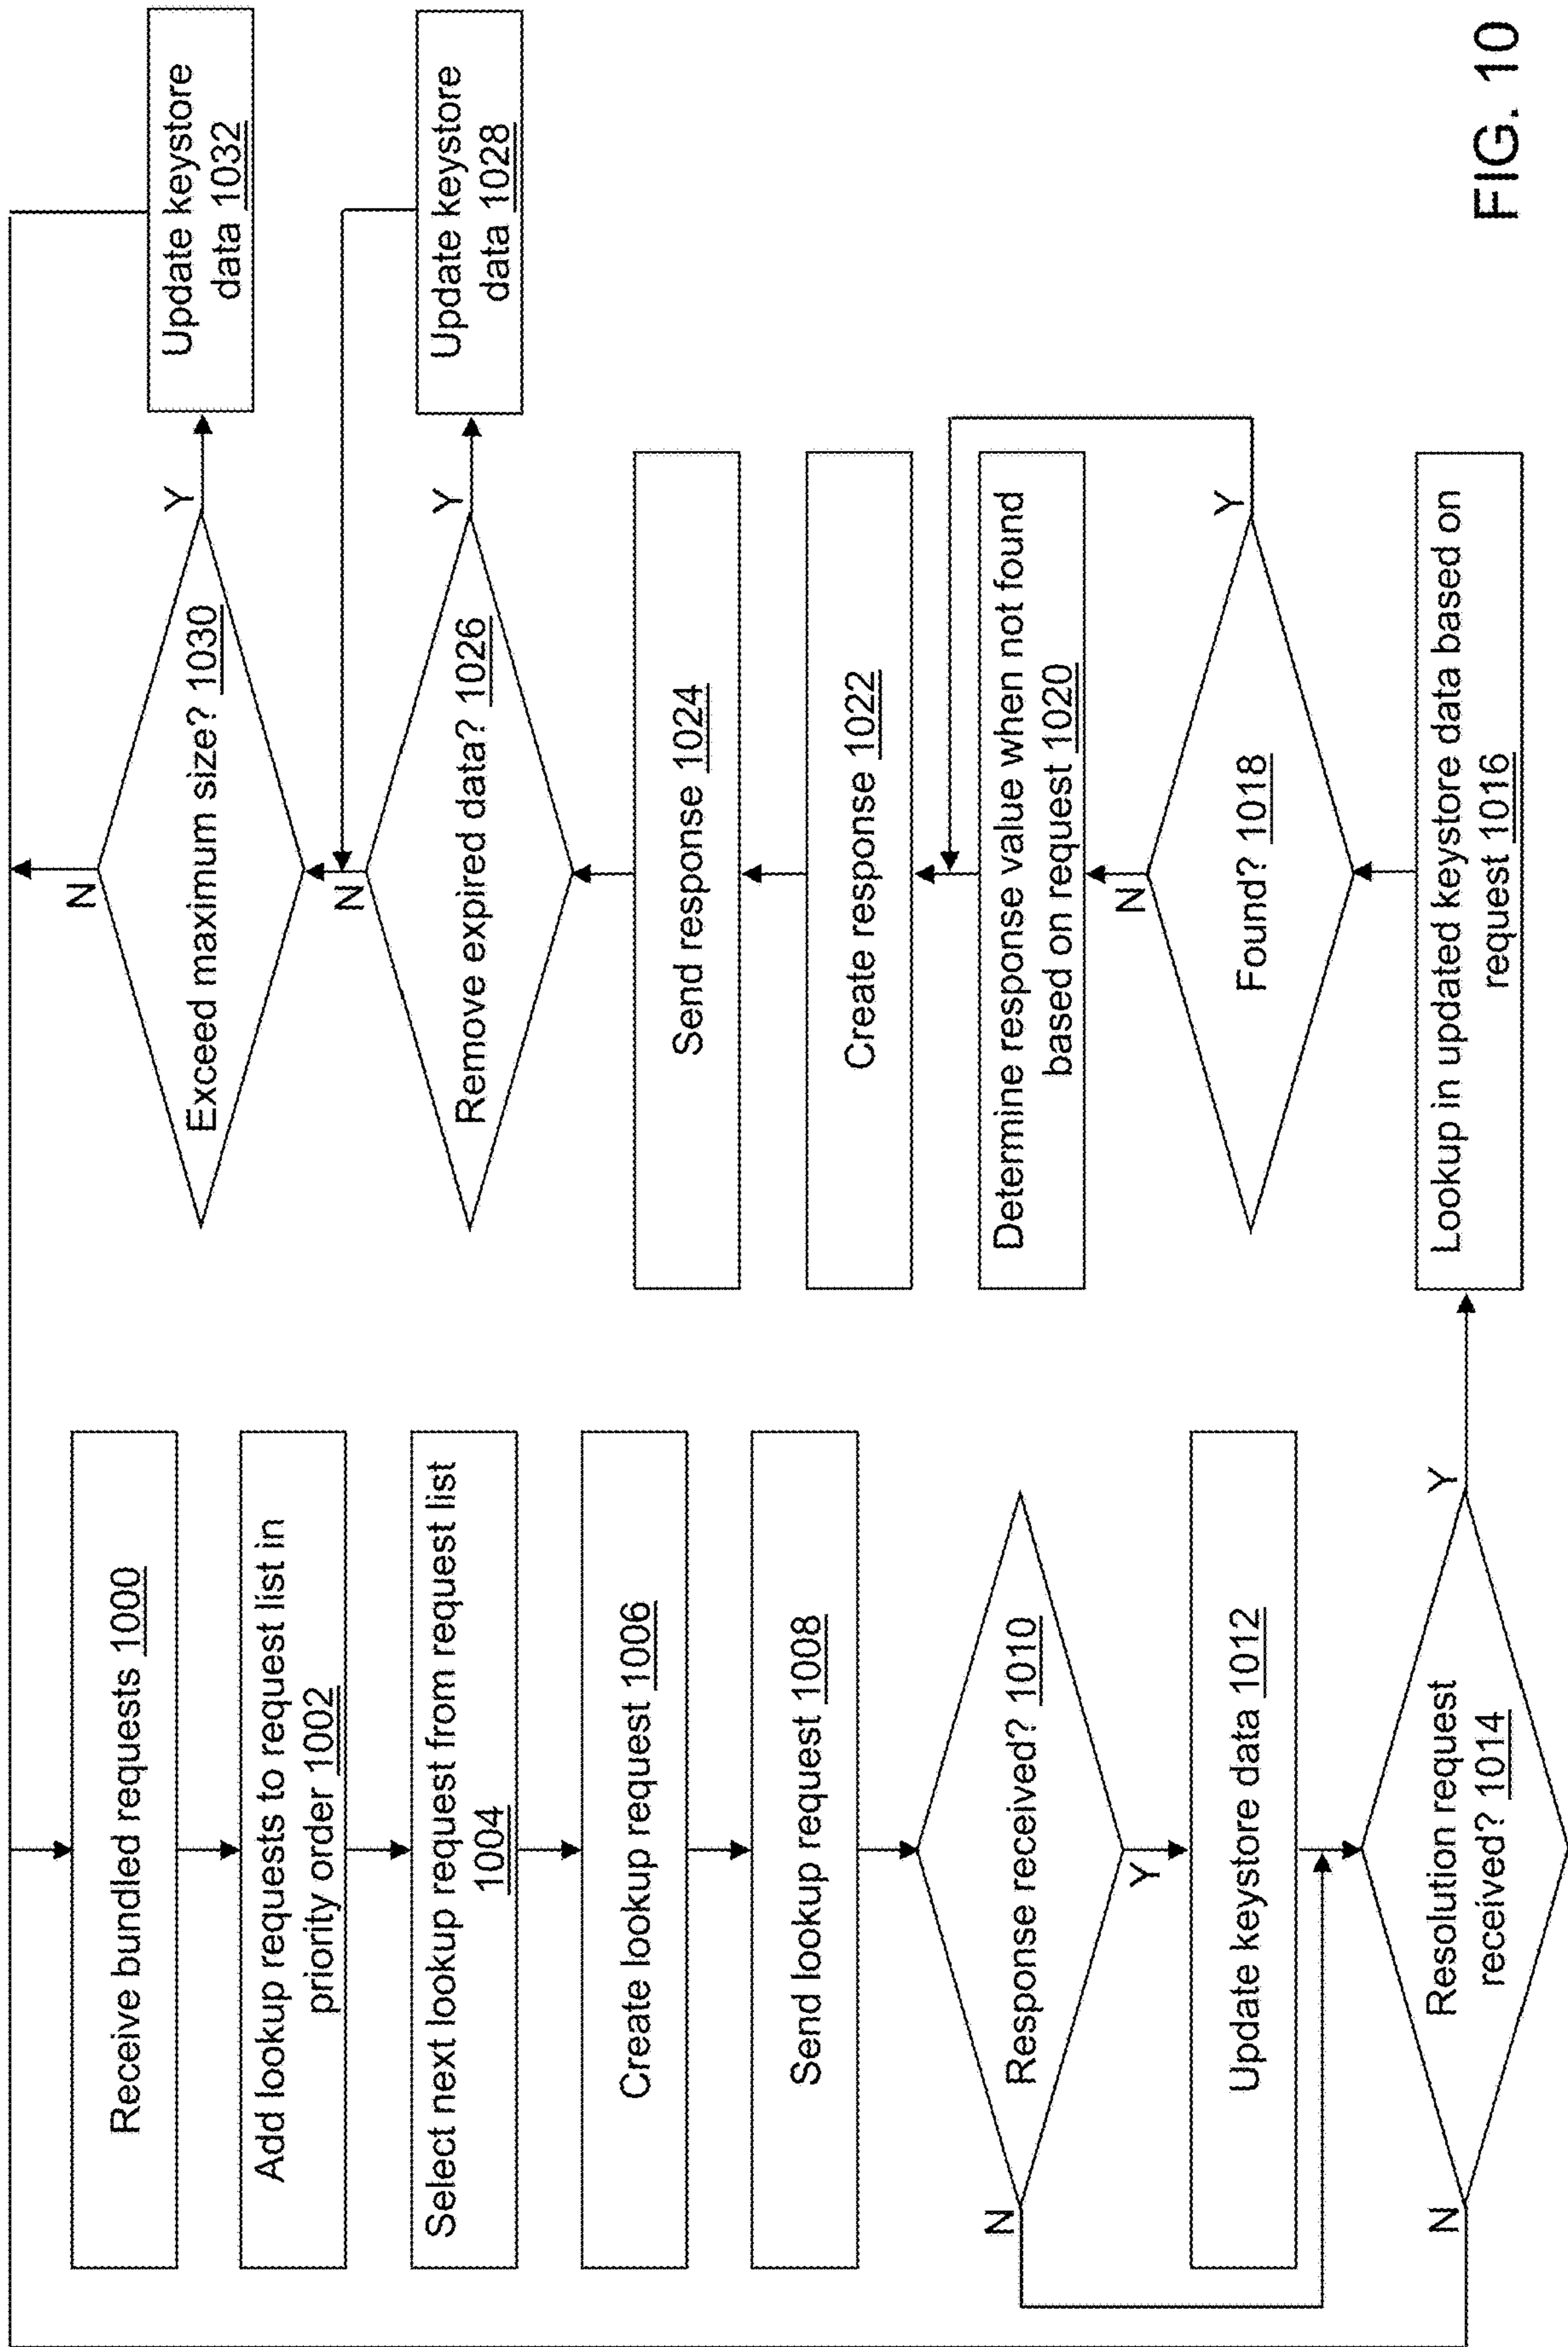 Receive bundled requests 1000
Add lookup requests to request list in
priority order 1002
Select next lookup request from request list
1004
Create lookup request 1006
Send lookup request 1008
Response received? 1010
N
Y
Update keystore data 1012
Resolution request
received? 1014
N
Y
Lookup in updated keystore data based on
request 1016
Found? 1018
N
Y
Determine response value when not found
based on request 1020
Create response 1022
Send response 1024
Remove expired data? 1026
N
Y
Update keystore
data 1028
Exceed maximum size? 1030
N
Y
Update keystore
data 1032
FIG. 10